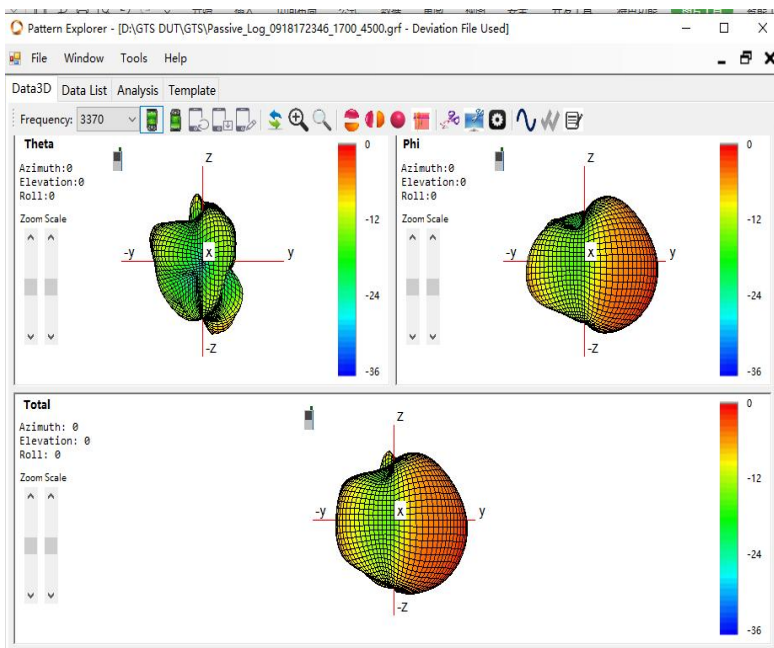 Pattern Explorer - [D:\GTS DUT\GTS\Passive_Log_0918172346_1700_4500.grf - Deviation File Used]
File Window Tools Help
Data3D Data List Analysis Template
Frequency: 3370
Theta
Azimuth:0
Elevation:0
Roll:0
Zoom Scale
Z
-y
X
y
-Z
0
-12
-24
-36
Phi
Azimuth:0
Elevation:0
Roll:0
Zoom Scale
Z
-y
X
y
-Z
0
-12
-24
-36
Total
Azimuth: 0
Elevation: 0
Roll: 0
Zoom Scale
Z
-y
X
y
-Z
0
-12
-24
-36